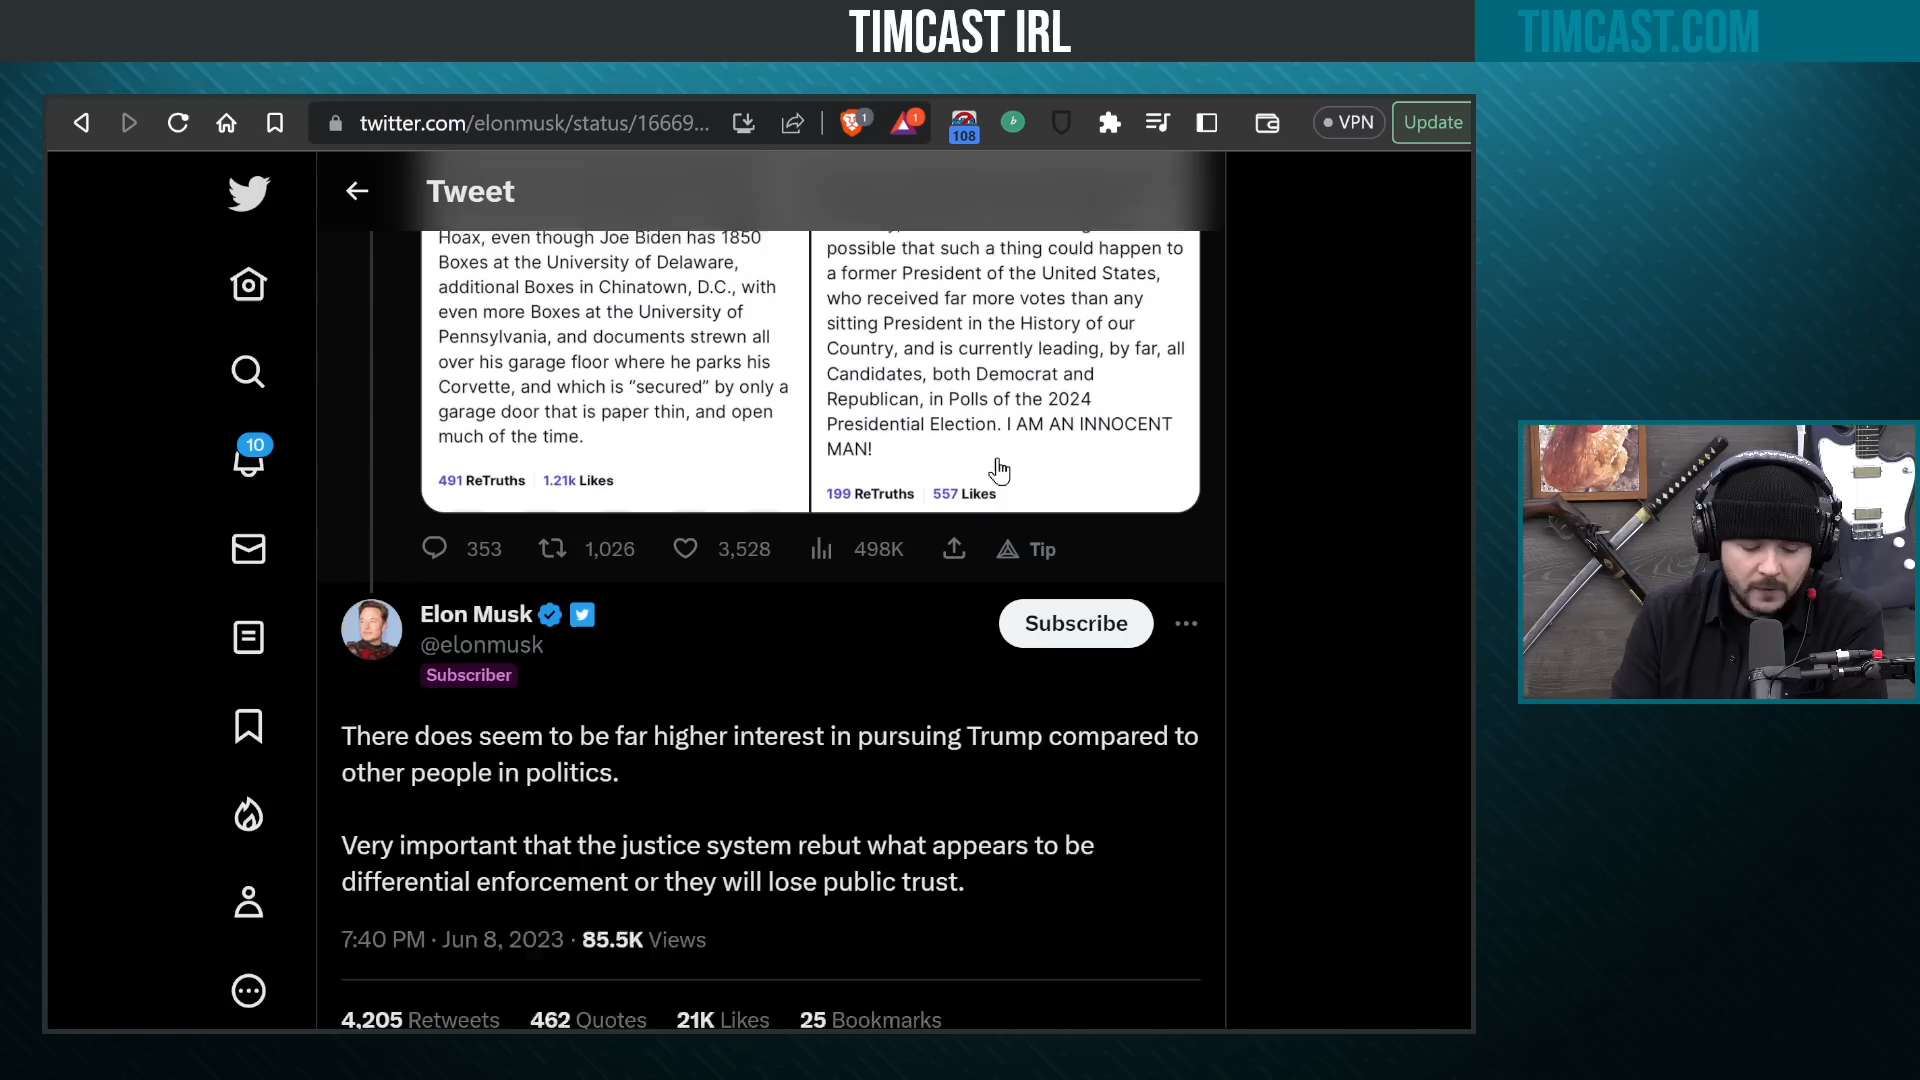 TIMCAST IRL
TIMCAST.COM
twitter.com/elonmusk/status/16669...
1
1
108
b
VPN
Update
Tweet
10
Hoax, even though Joe Biden has 1850
Boxes at the University of Delaware,
additional Boxes in Chinatown, D.C., with
even more Boxes at the University of
Pennsylvania, and documents strewn all
over his garage floor where he parks his
Corvette, and which is “secured” by only a
garage door that is paper thin, and open
much of the time.
491 ReTruths 1.21k Likes
possible that such a thing could happen to
a former President of the United States,
who received far more votes than any
sitting President in the History of our
Country, and is currently leading, by far, all
Candidates, both Democrat and
Republican, in Polls of the 2024
Presidential Election. I AM AN INNOCENT
MAN!
199 ReTruths 557 Likes
353 1,026 3,528 498K Tip
Elon Musk
@elonmusk
Subscriber
Subscribe
There does seem to be far higher interest in pursuing Trump compared to
other people in politics.
Very important that the justice system rebut what appears to be
differential enforcement or they will lose public trust.
7:40 PM · Jun 8, 2023 · 85.5K Views
4,205 Retweets 462 Quotes 21K Likes 25 Bookmarks